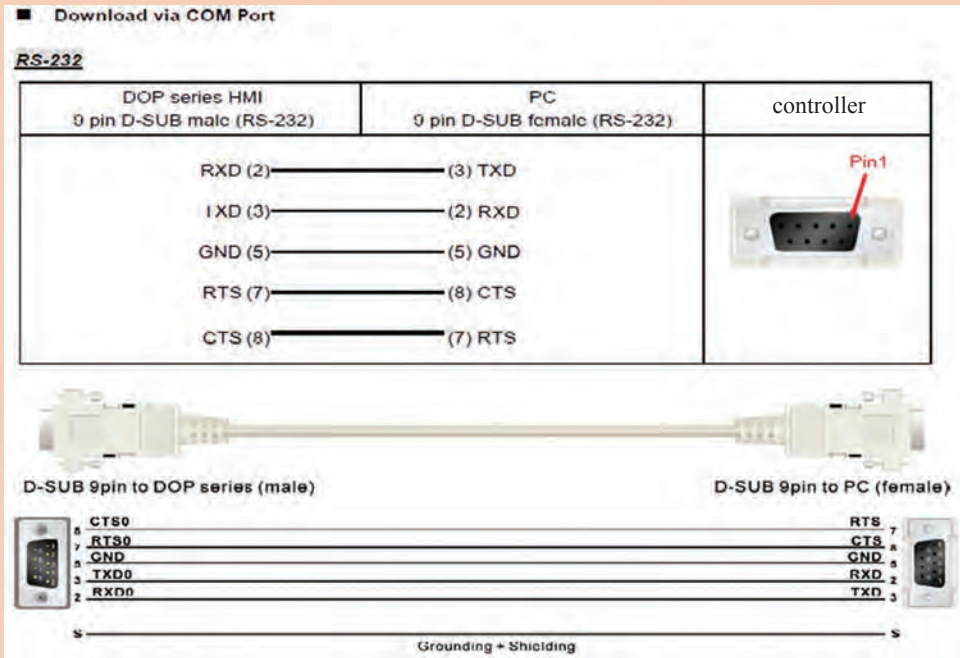 ■ Download via COM Port
RS-232
DOP series HMI
9 pin D-SUB male (RS-232)
PC
9 pin D-SUB female (RS-232)
controller
RXD (2) (3) TXD
TXD (3) (2) RXD
GND (5) (5) GND
RTS (7) (8) CTS
CTS (8) (7) RTS
Pin1
D-SUB 9pin to DOP series (male)
D-SUB 9pin to PC (female)
8 CTS0 RTS 7
7 RTS0 CTS 8
5 GND GND 5
3 TXD0 RXD 2
2 RXD0 TXD 3
S S
Grounding + Shielding